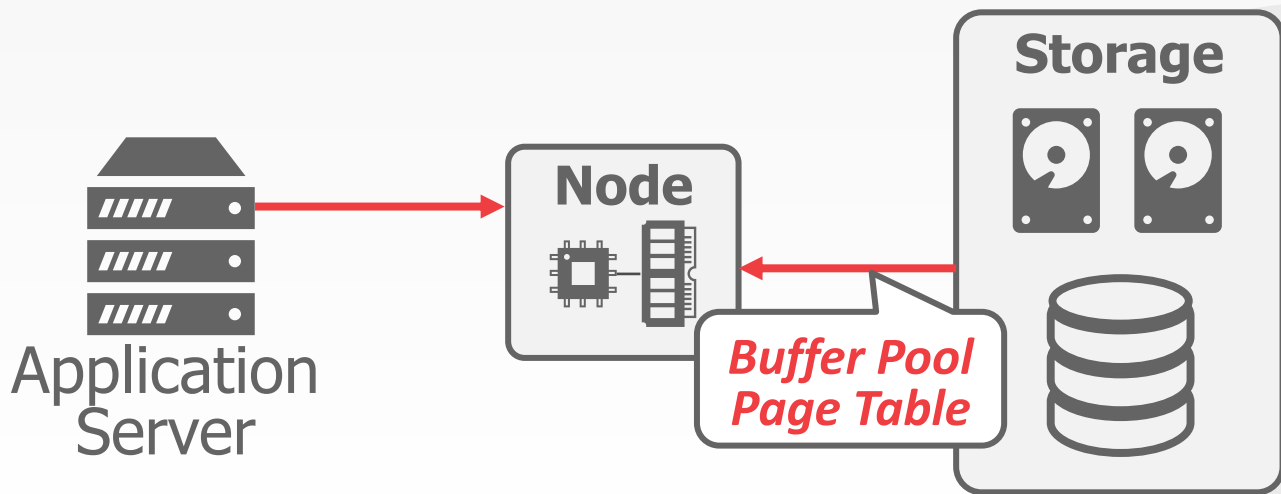 Storage
Node
Buffer Pool
Page Table
Application
Server